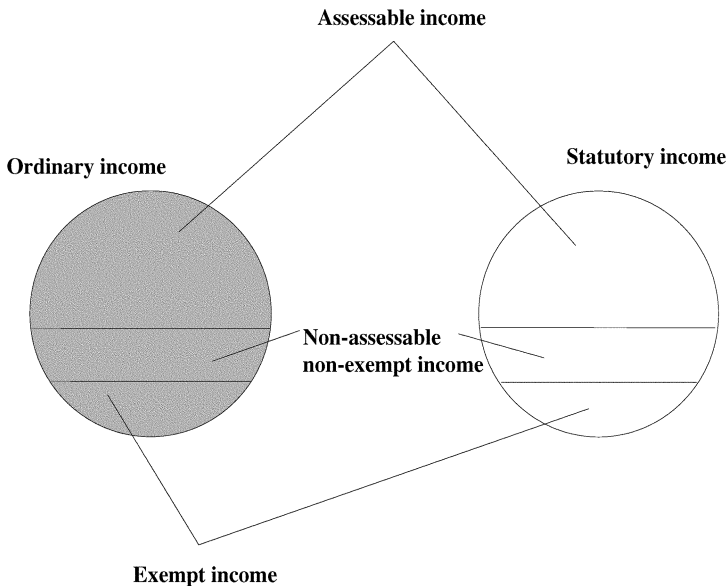 Assessable income
Ordinary income
Statutory income
Non-assessable
non-exempt income
Exempt income